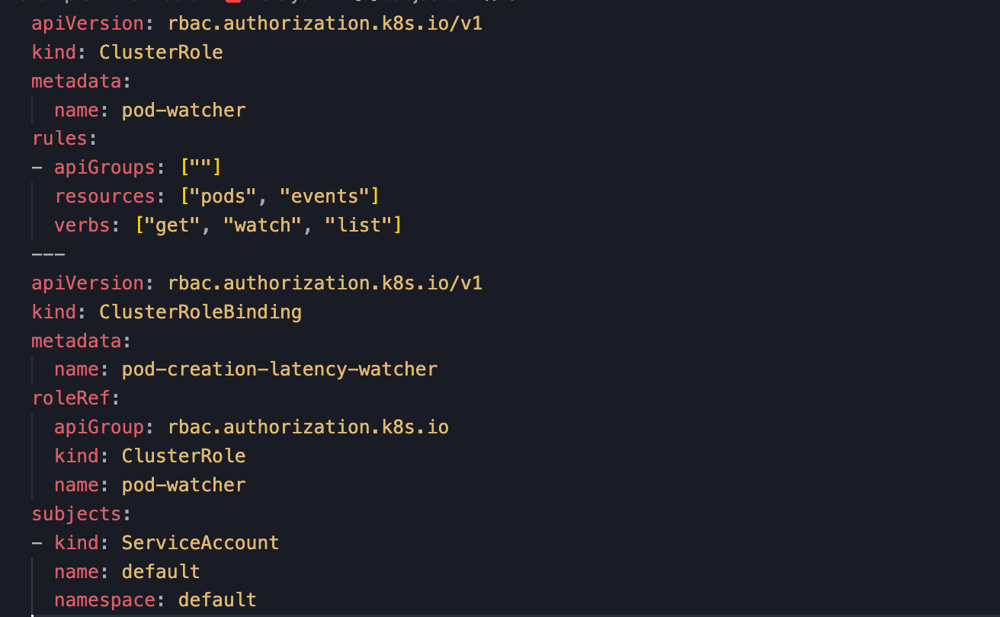 apiVersion: rbac.authorization.k8s.io/v1
kind: ClusterRole
metadata:
  name: pod-watcher
rules:
- apiGroups: [""]
  resources: ["pods", "events"]
  verbs: ["get", "watch", "list"]
---
apiVersion: rbac.authorization.k8s.io/v1
kind: ClusterRoleBinding
metadata:
  name: pod-creation-latency-watcher
roleRef:
  apiGroup: rbac.authorization.k8s.io
  kind: ClusterRole
  name: pod-watcher
subjects:
- kind: ServiceAccount
  name: default
  namespace: default